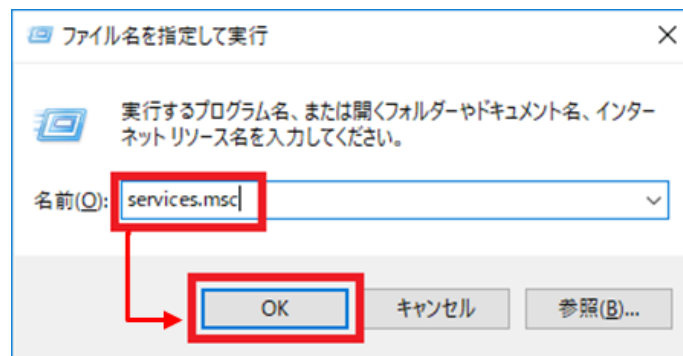 ファイル名を指定して実行
実行するプログラム名、または開くフォルダーやドキュメント名、インター
ネット リソース名を入力してください。
名前(O): services.msc
OK キャンセル 参照(B)...